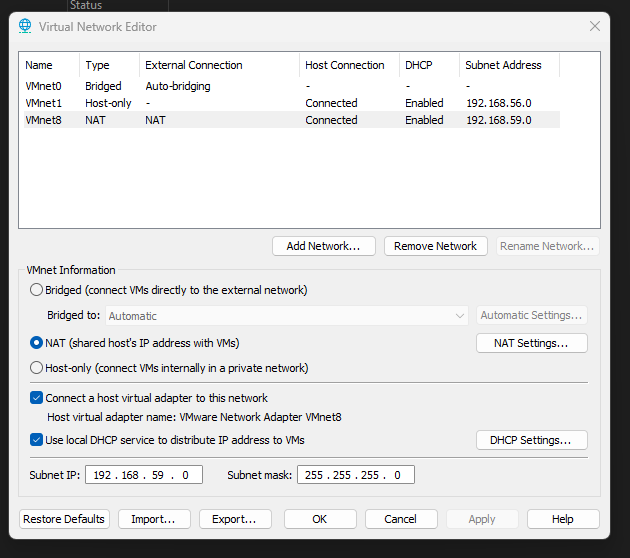 Status
Virtual Network Editor
Name Type External Connection Host Connection DHCP Subnet Address
VMnet0 Bridged Auto-bridging - - -
VMnet1 Host-only - Connected Enabled 192.168.56.0
VMnet8 NAT NAT Connected Enabled 192.168.59.0
Add Network... Remove Network Rename Network...
VMnet Information
Bridged (connect VMs directly to the external network)
Bridged to: Automatic Automatic Settings...
NAT (shared host's IP address with VMs) NAT Settings...
Host-only (connect VMs internally in a private network)
Connect a host virtual adapter to this network
Host virtual adapter name: VMware Network Adapter VMnet8
Use local DHCP service to distribute IP address to VMs DHCP Settings...
Subnet IP: 192 . 168 . 59 . 0 Subnet mask: 255 . 255 . 255 . 0
Restore Defaults Import... Export... OK Cancel Apply Help